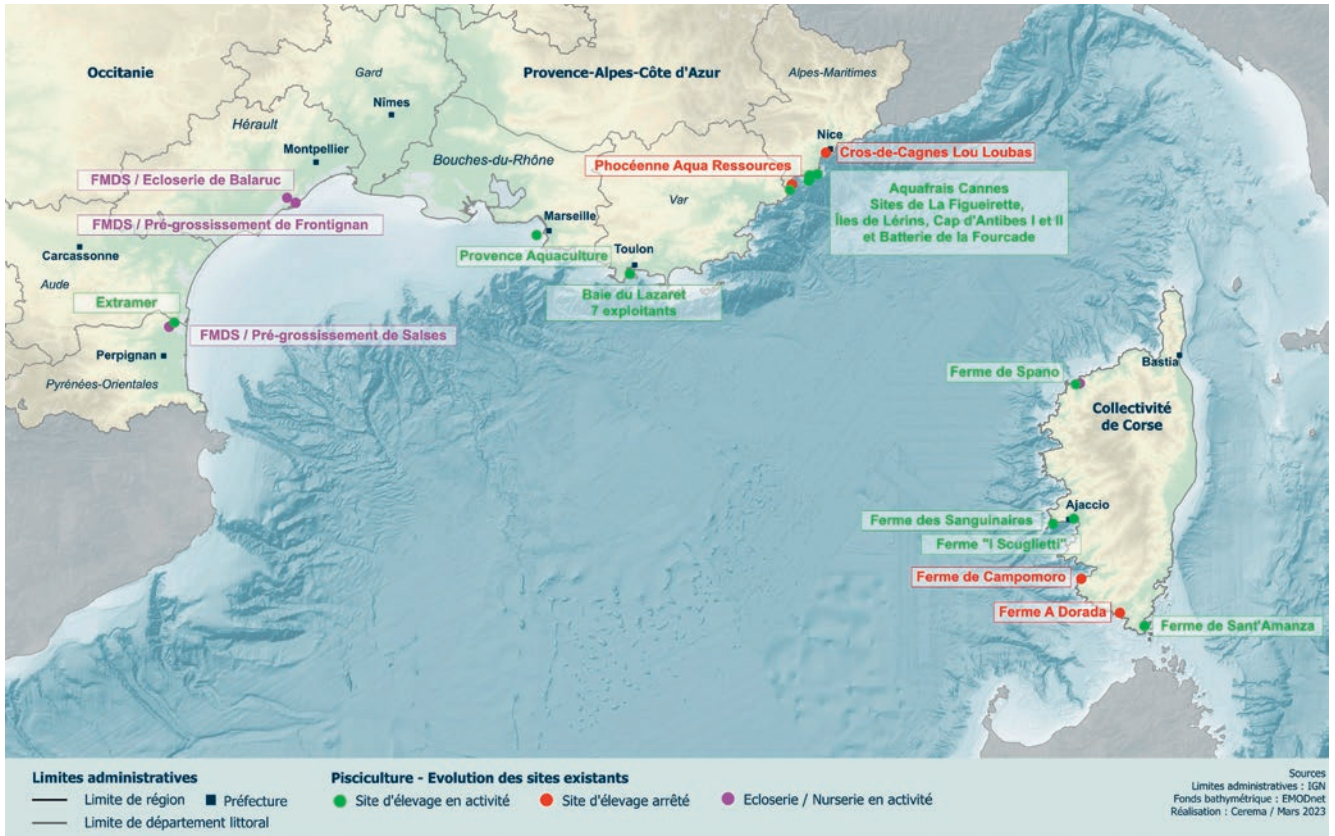 Occitanie
Gard
Nîmes
Hérault
Montpellier
Provence-Alpes-Côte d'Azur
Alpes-Maritimes
Nice
Cros-de-Cagnes Lou Loubas
Phocéenne Aqua Ressources
Bouches-du-Rhône
Var
FMDS / Ecloserie de Balaruc
FMDS / Pré-grossissement de Frontignan
Aquafrais Cannes
Sites de La Figueirette,
Îles de Lérins, Cap d'Antibes I et II
et Batterie de la Fourcade
Marseille
Provence Aquaculture
Toulon
Baie du Lazaret
7 exploitants
Carcassonne
Aude
Extramer
FMDS / Pré-grossissement de Salses
Perpignan
Pyrénées-Orientales
Bastia
Ferme de Spano
Collectivité
de Corse
Ajaccio
Ferme des Sanguinaires
Ferme "I Scuglietti"
Ferme de Campomoro
Ferme A Dorada
Ferme de Sant'Amanza
Limites administratives
Limite de région
Préfecture
Limite de département littoral
Pisciculture - Evolution des sites existants
Site d'élevage en activité
Site d'élevage arrêté
Ecloserie / Nurserie en activité
Sources
Limites administratives : IGN
Fonds bathymétrique : EMODnet
Réalisation : Cerema / Mars 2023